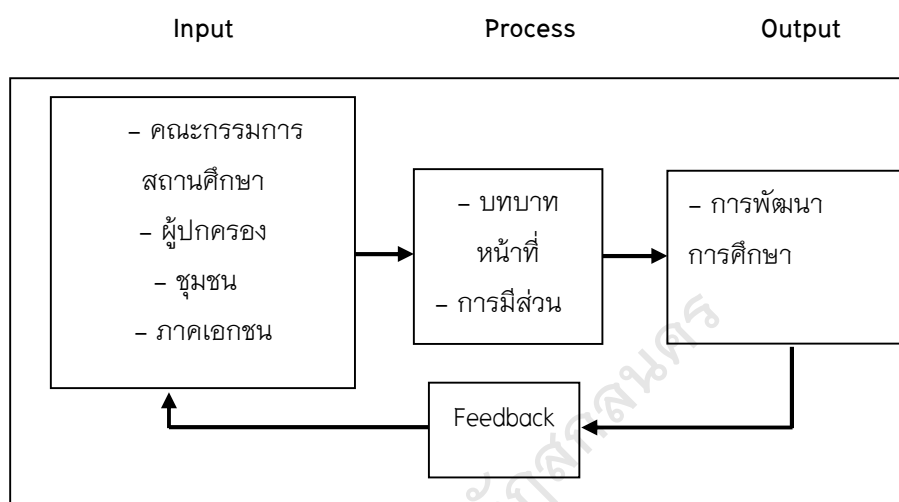 Input Process Output
– คณะกรรมการ
สถานศึกษา
– ผู้ปกครอง
– ชุมชน
– ภาคเอกชน
– บทบาท
หน้าที่
– การมีส่วน
– การพัฒนา
การศึกษา
Feedback